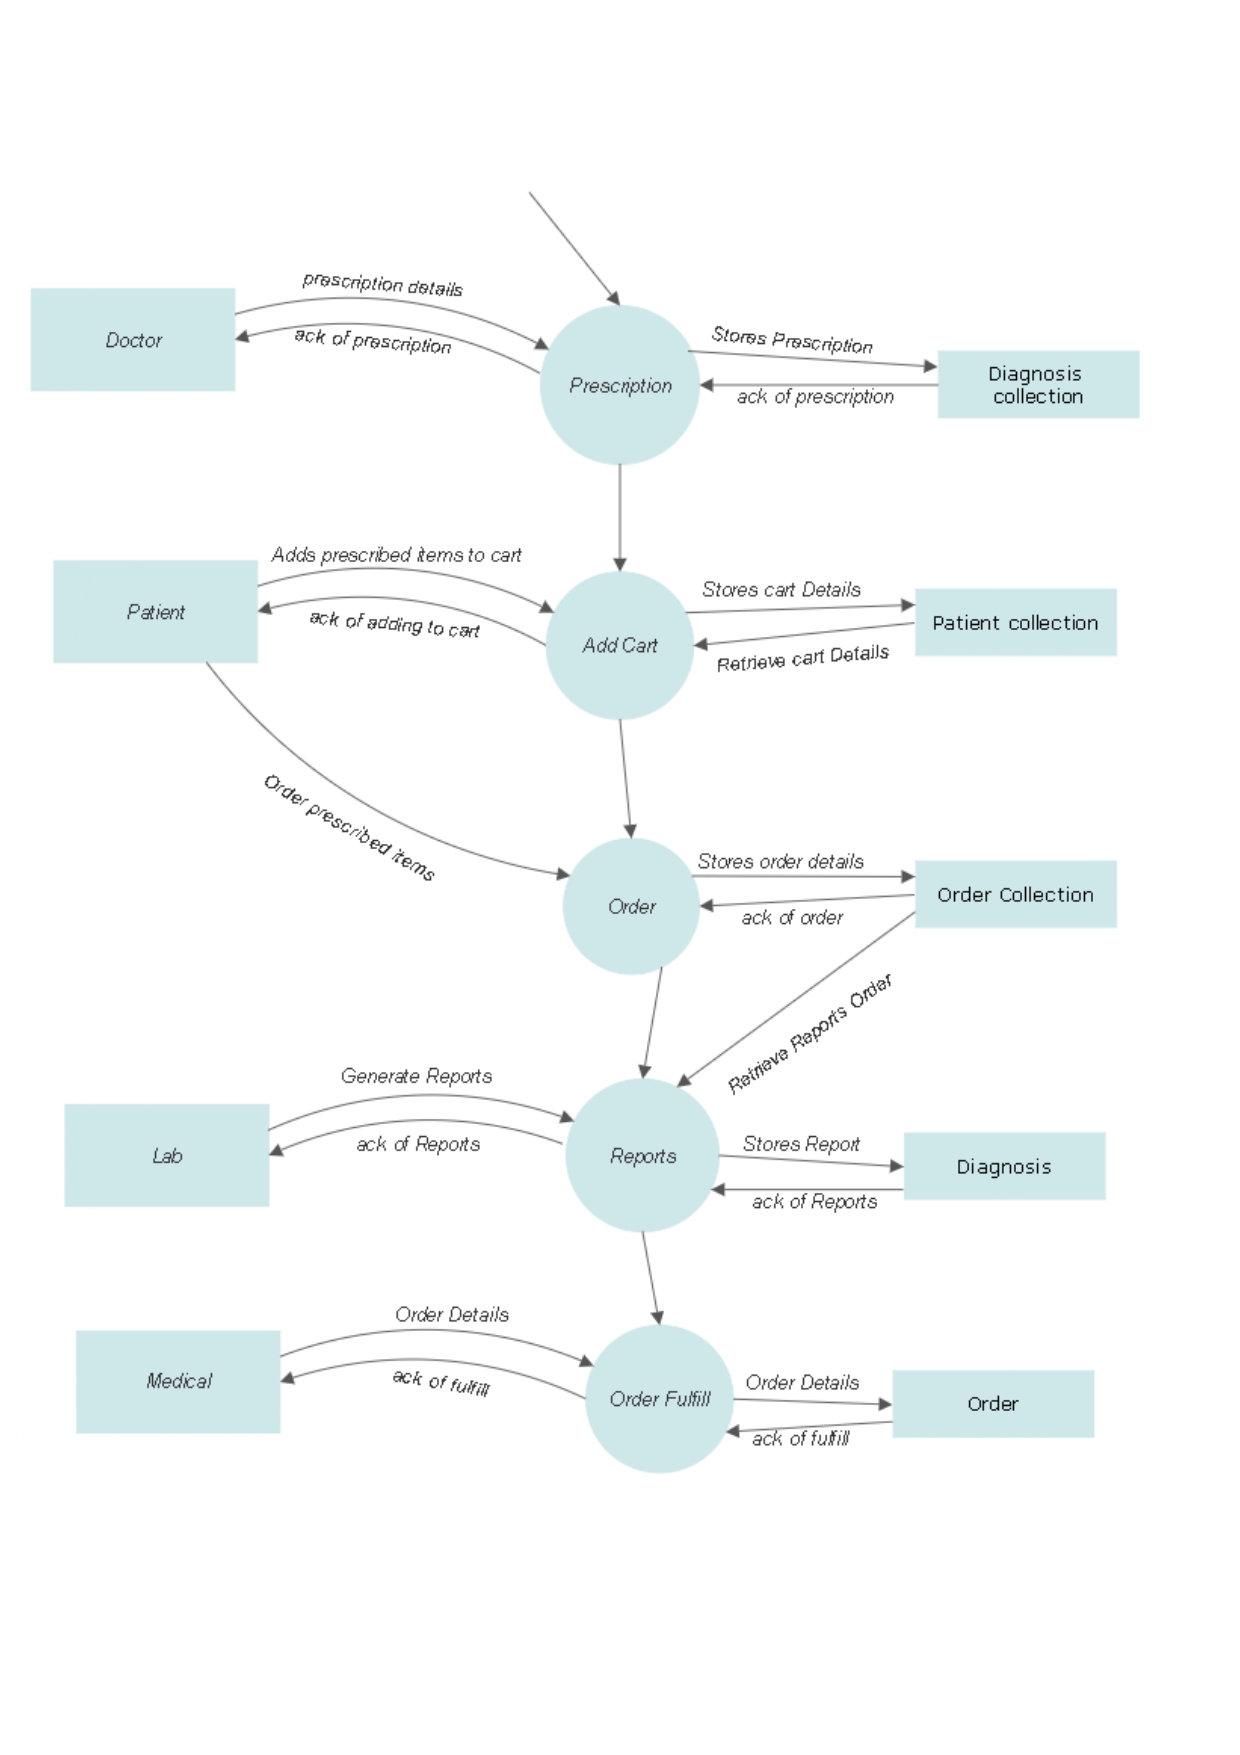 prescription details
Doctor
ack of prescription
Prescription
Stores Prescription
ack of prescription
Diagnosis
collection
Adds prescribed items to cart
Patient
ack of adding to cart
Add Cart
Stores cart Details
Retrieve cart Details
Patient collection
Order prescribed items
Order
Stores order details
ack of order
Order Collection
Retrieve Reports Order
Generate Reports
Lab
ack of Reports
Reports
Stores Report
ack of Reports
Diagnosis
Order Details
Medical
ack of fulfill
Order Fulfill
Order Details
ack of fulfill
Order